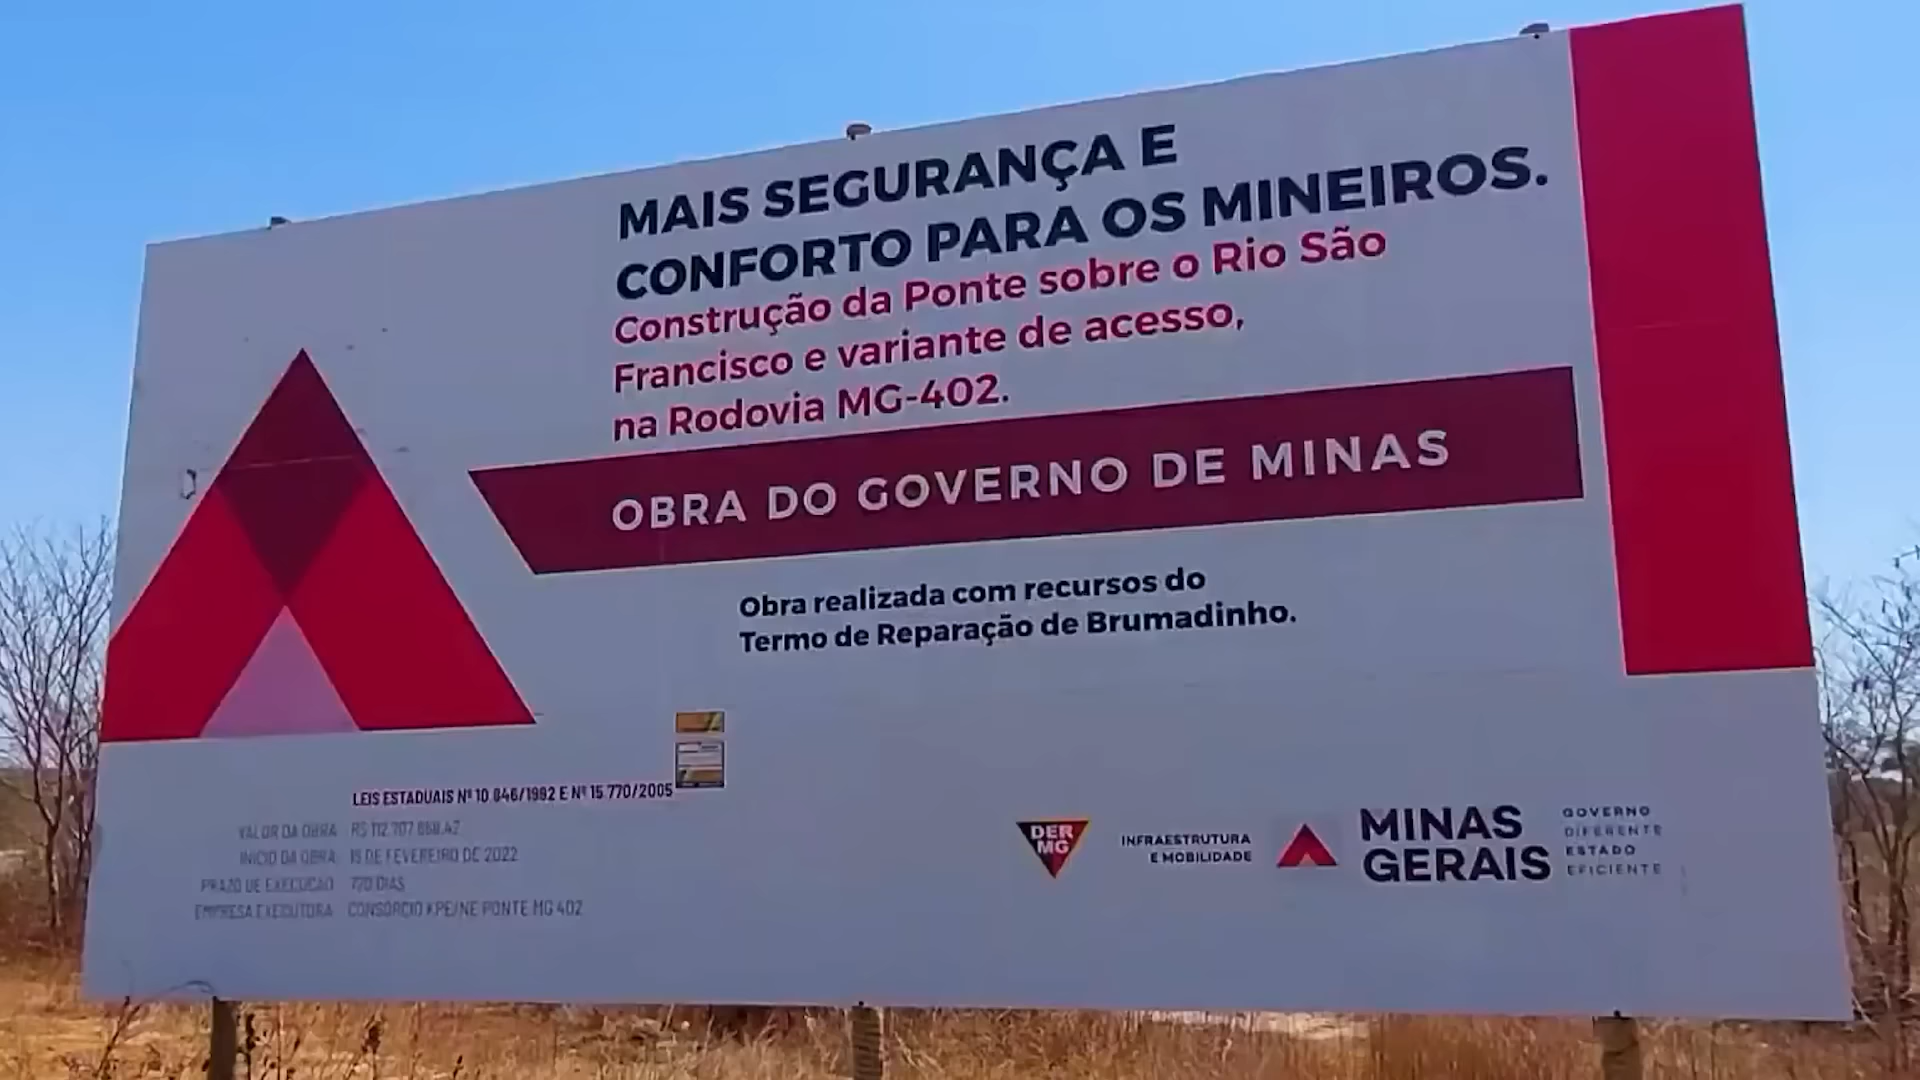 MAIS SEGURANÇA E
CONFORTO PARA OS MINEIROS.
Construção da Ponte sobre o Rio São
Francisco e variante de acesso,
na Rodovia MG-402.
OBRA DO GOVERNO DE MINAS
Obra realizada com recursos do
Termo de Reparação de Brumadinho.
LEIS ESTADUAIS Nº 10.846/1992 E Nº 15.770/2005
VALOR DA OBRA R$
INÍCIO DA OBRA 15 DE FEVEREIRO DE 2022
PRAZO DE EXECUÇÃO 720 DIAS
EMPRESA EXECUTORA CONSÓRCIO KPE/NE PONTE MG 402
DER
MG
INFRAESTRUTURA
E MOBILIDADE
MINAS
GERAIS
GOVERNO
DIFERENTE
ESTADO
EFICIENTE